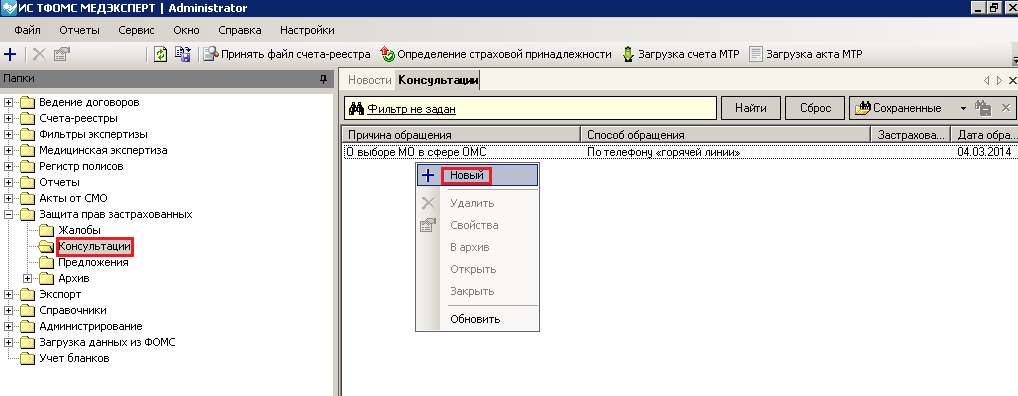 ИС ТФОМС МЕДЭКСПЕРТ | Administrator
Файл Отчеты Сервис Окно Справка Настройки
Принять файл счета-реестра Определение страховой принадлежности Загрузка счета МТР Загрузка акта МТР
Папки
Ведение договоров
Счета-реестры
Фильтры экспертизы
Медицинская экспертиза
Регистр полисов
Отчеты
Акты от СМО
Защита прав застрахованных
Жалобы
Консультации
Предложения
Архив
Экспорт
Справочники
Администрирование
Загрузка данных из ФОМС
Учет бланков
Новости Консультации
Фильтр не задан Найти Сброс Сохраненные
Причина обращения Способ обращения Застрахова... Дата обра...
О выборе МО в сфере ОМС По телефону «горячей линии» 04.03.2014
Новый
Удалить
Свойства
В архив
Открыть
Закрыть
Обновить